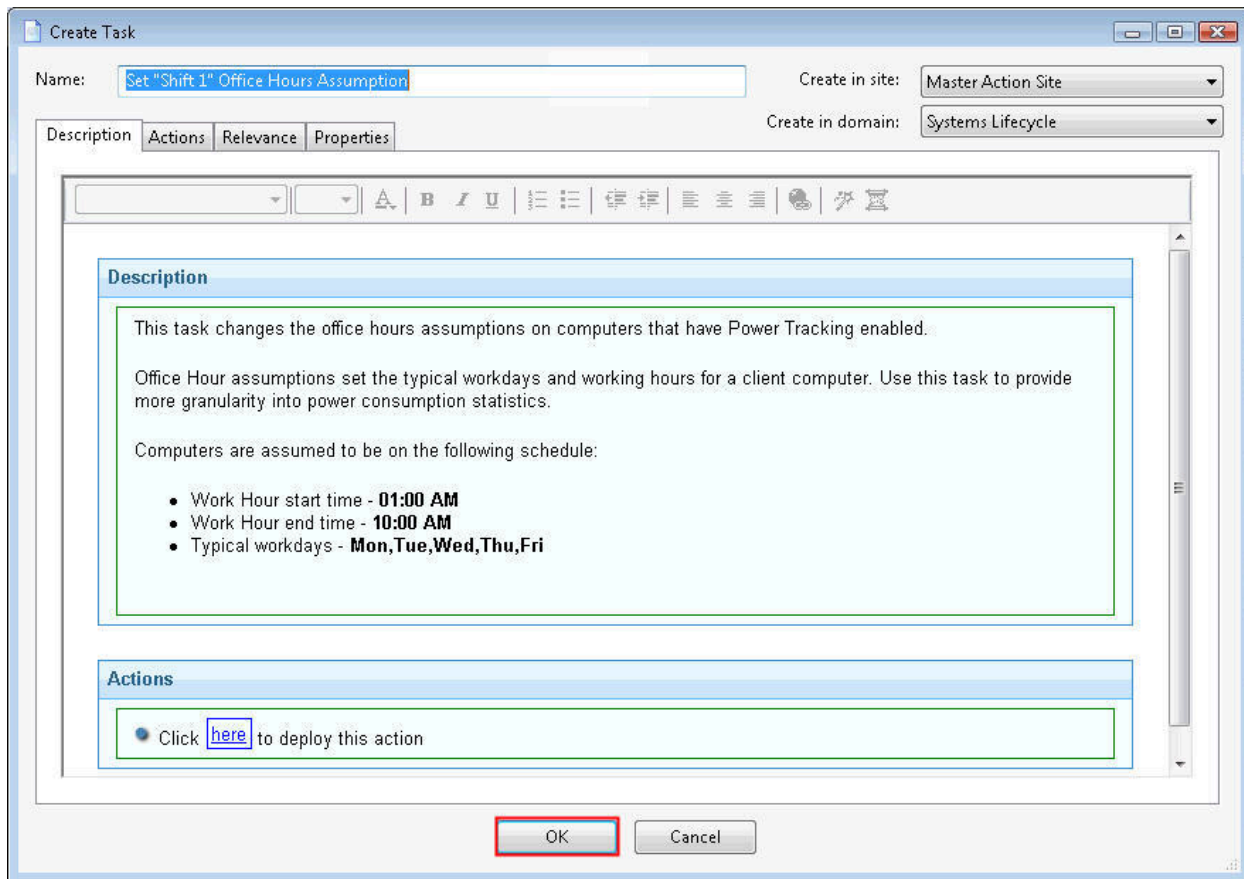 Create Task
Name:
Set "Shift 1" Office Hours Assumption
Create in site:
Master Action Site
Create in domain:
Systems Lifecycle
Description
Actions
Relevance
Properties
A
B
I
U
Description
This task changes the office hours assumptions on computers that have Power Tracking enabled.
Office Hour assumptions set the typical workdays and working hours for a client computer. Use this task to provide
more granularity into power consumption statistics.
Computers are assumed to be on the following schedule:
• Work Hour start time - 01:00 AM
• Work Hour end time - 10:00 AM
• Typical workdays - Mon,Tue,Wed,Thu,Fri
Actions
Click here to deploy this action
OK
Cancel